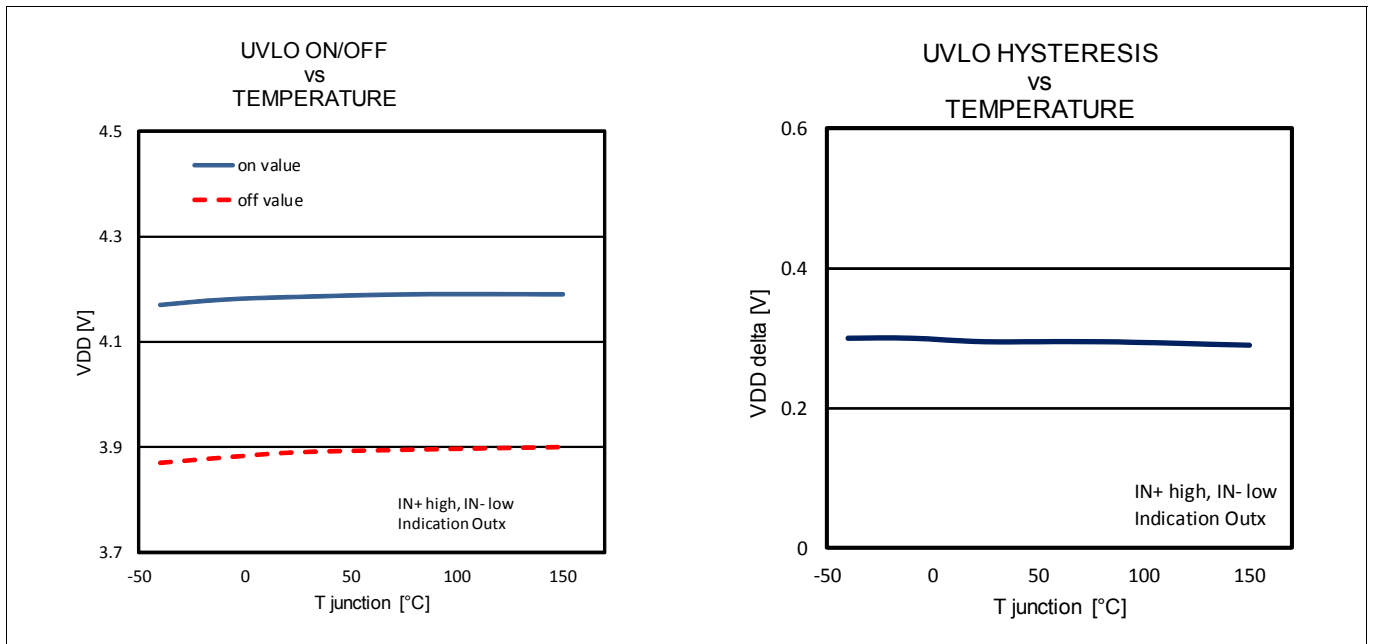 UVLO ON/OFF
vs
TEMPERATURE
4.5
4.3
4.1
3.9
3.7
VDD [V]
on value
off value
IN+ high, IN- low
Indication Outx
-50 0 50 100 150
T junction [°C]
UVLO HYSTERESIS
vs
TEMPERATURE
0.6
0.4
0.2
0
VDD delta [V]
IN+ high, IN- low
Indication Outx
-50 0 50 100 150
T junction [°C]